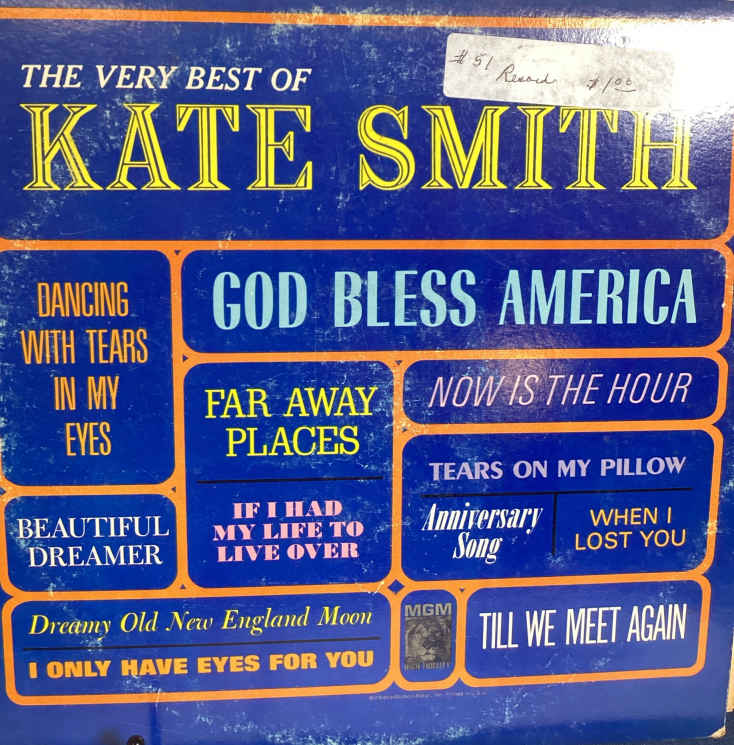 # 51 Record $1.00
THE VERY BEST OF
KATE SMITH
DANCING
WITH TEARS
IN MY
EYES
GOD BLESS AMERICA
FAR AWAY
PLACES
NOW IS THE HOUR
TEARS ON MY PILLOW
IF I HAD
MY LIFE TO
LIVE OVER
Anniversary
Song
WHEN I
LOST YOU
BEAUTIFUL
DREAMER
Dreamy Old New England Moon
I ONLY HAVE EYES FOR YOU
MGM
HIGH FIDELITY
TILL WE MEET AGAIN